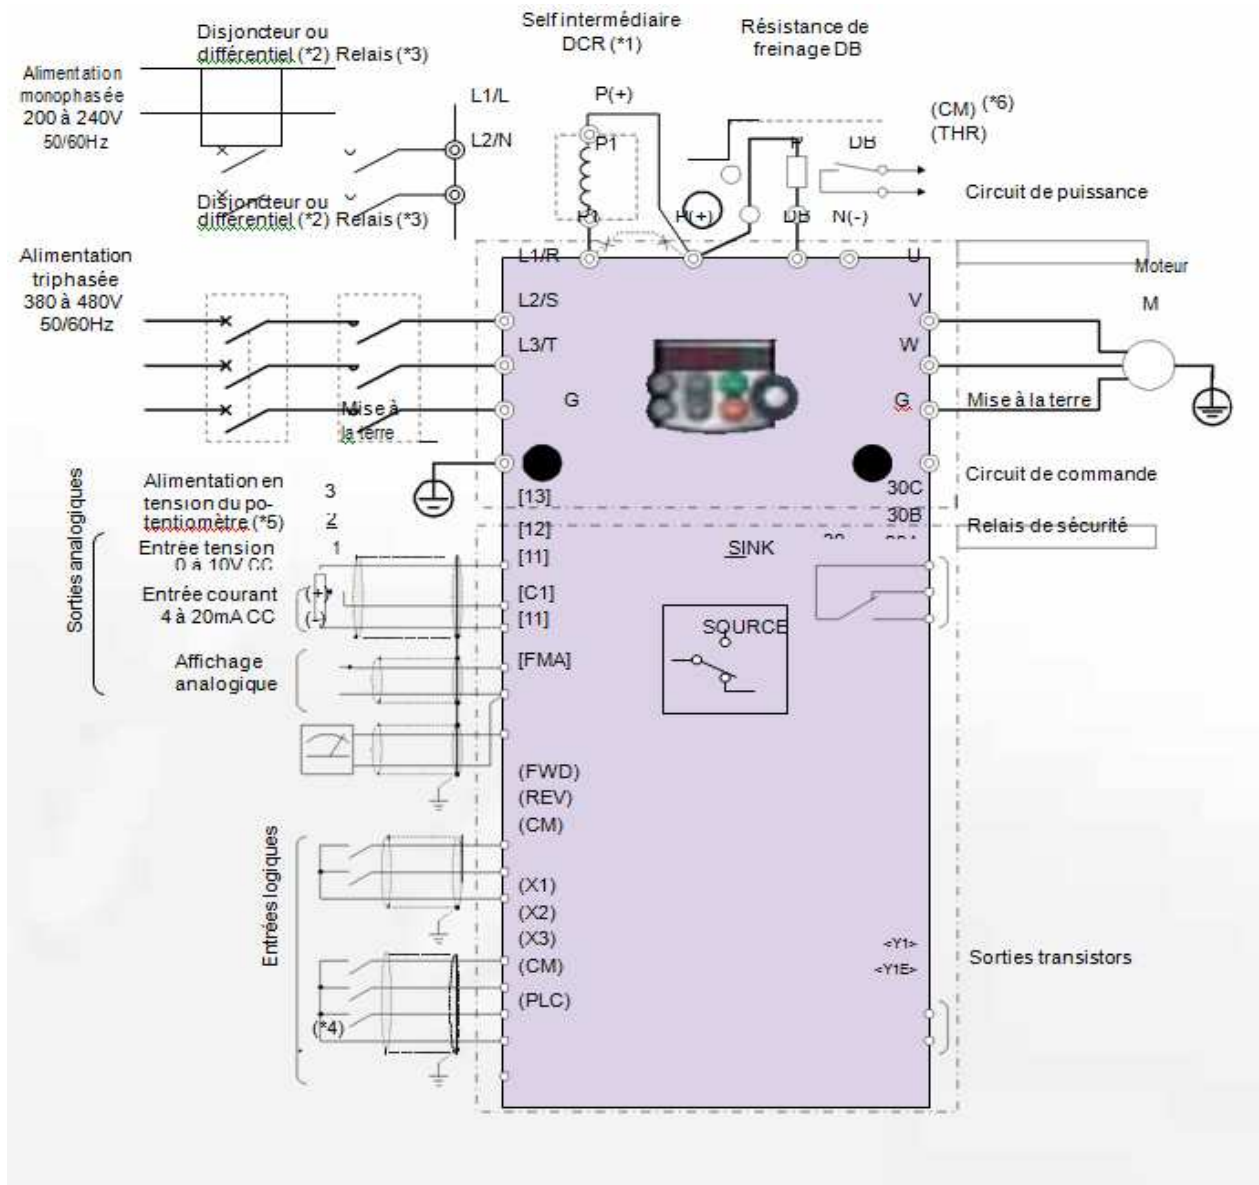 Self intermédiaire
DCR (*1)
Résistance de
freinage DB
Disjoncteur ou
différentiel (*2) Relais (*3)
Alimentation
monophasée
200 à 240V
50/60Hz
L1/L
L2/N
P(+)
P1
DB
(CM) (*6)
(THR)
Circuit de puissance
Disjoncteur ou
différentiel (*2) Relais (*3)
P1
P(+)
DB
N(-)
Alimentation
triphasée
380 à 480V
50/60Hz
L1/R
L2/S
L3/T
G
U
V
W
G
Moteur
M
Mise à la terre
Mise à
la terre
Circuit de commande
Relais de sécurité
Sorties analogiques
Alimentation en
tension du po-
tentiomètre (*5)
3
2
1
Entrée tension
0 à 10V CC
Entrée courant
4 à 20mA CC
(+)
(-)
Affichage
analogique
[13]
[12]
[11]
[C1]
[11]
[FMA]
30C
30B
SINK
SOURCE
Entrées logiques
(FWD)
(REV)
(CM)
(X1)
(X2)
(X3)
(CM)
(PLC)
(*4)
<Y1>
<Y1E>
Sorties transistors